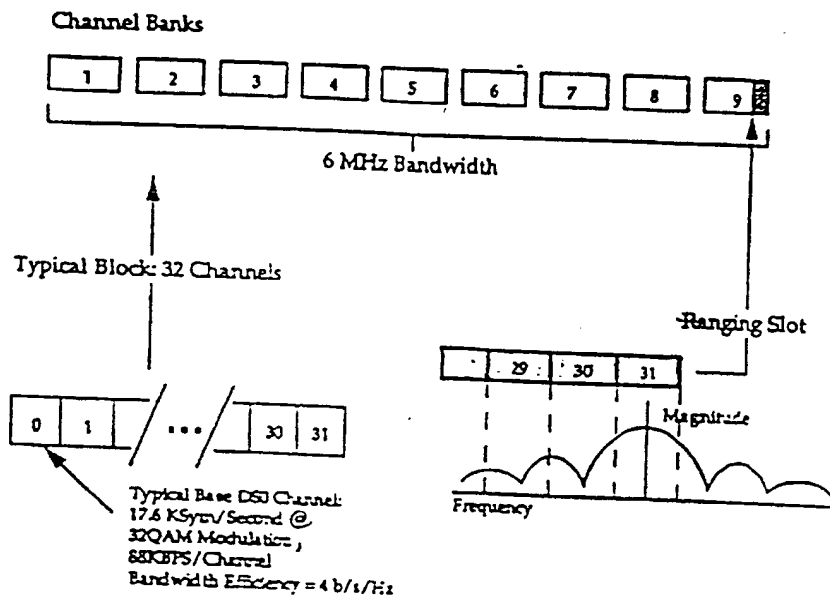 Channel Banks
1 2 3 4 5 6 7 8 9
6 MHz Bandwidth
Typical Block: 32 Channels
Ranging Slot
29 30 31
0 1 ... 30 31
Magnitude
Frequency
Typical Base DS0 Channel:
17.6 KSym/Second @
32QAM Modulation,
88KBPS/Channel
Bandwidth Efficiency = 4 b/s/Hz